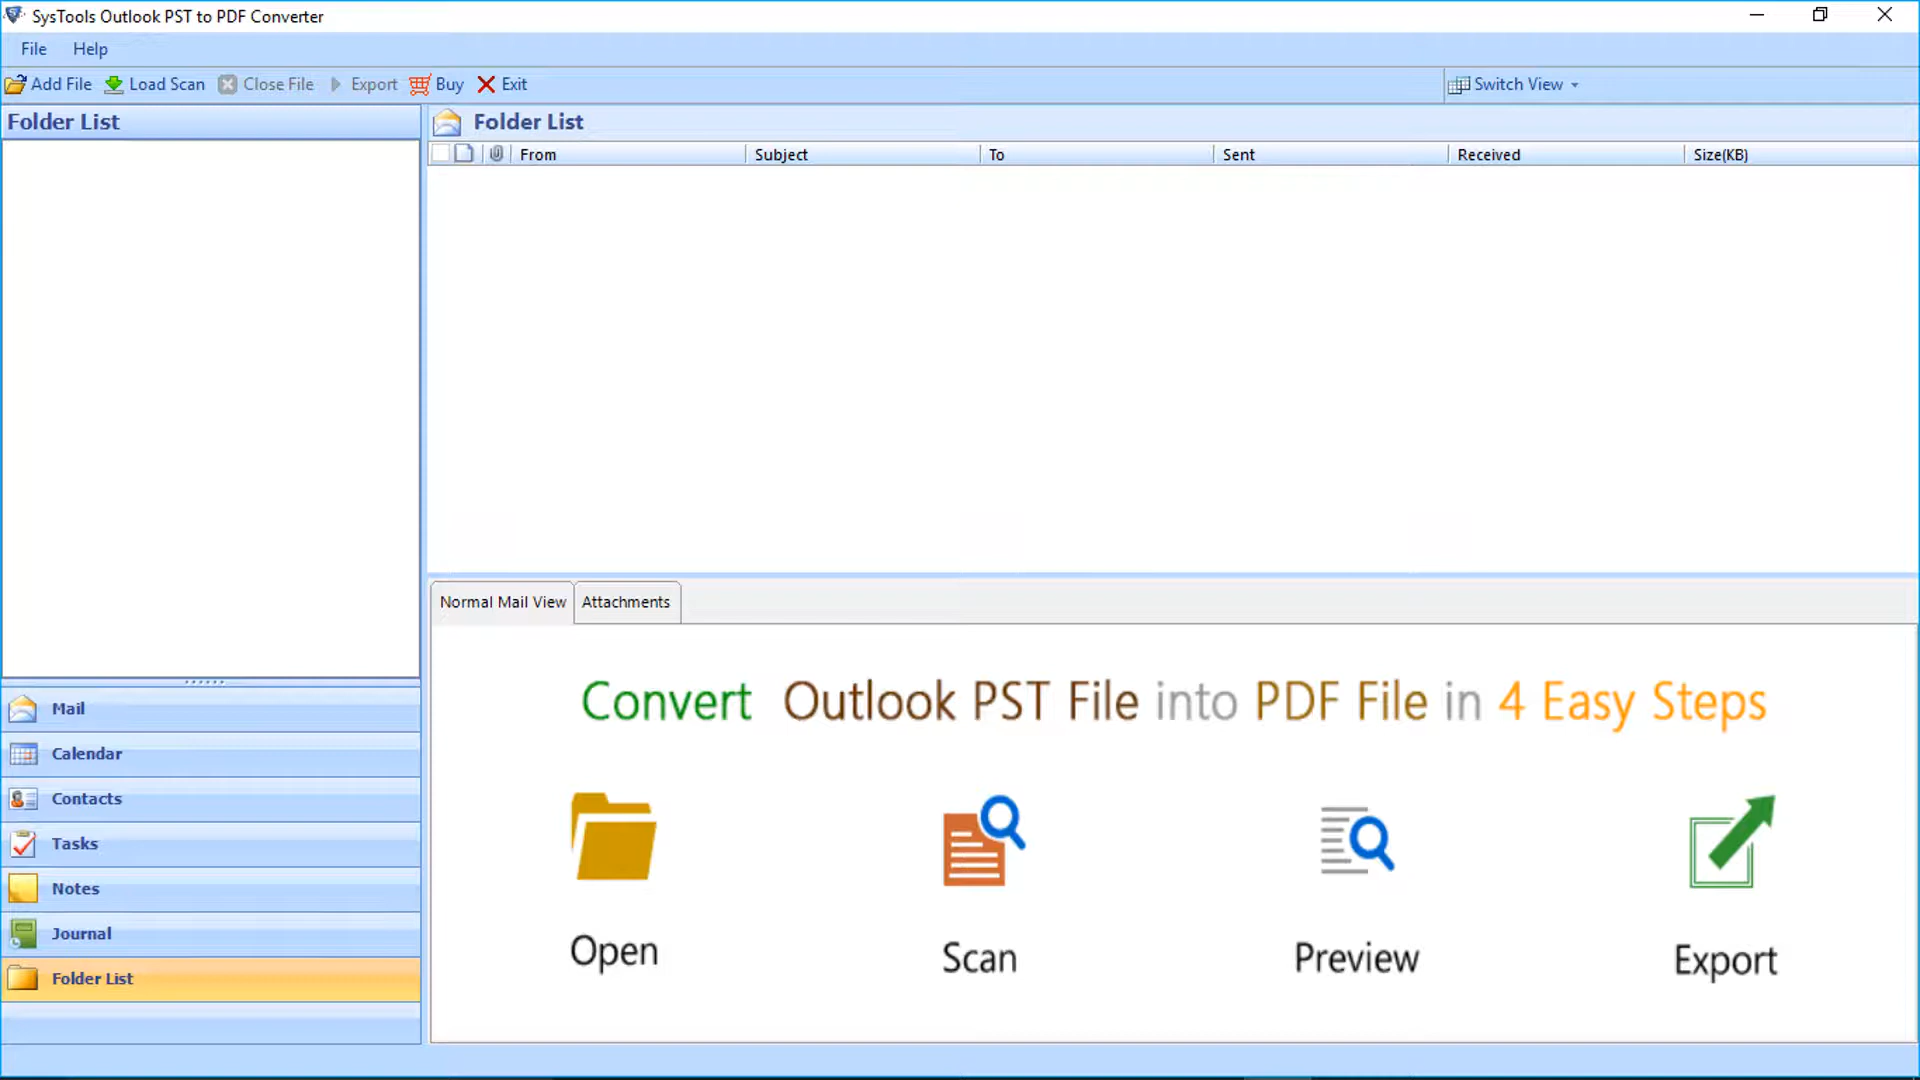 SysTools Outlook PST to PDF Converter
File Help
Add File Load Scan Close File Export Buy Exit Switch View
Folder List
Folder List
From Subject To Sent Received Size(KB)
Normal Mail View Attachments
Convert Outlook PST File into PDF File in 4 Easy Steps
Open Scan Preview Export
Mail
Calendar
Contacts
Tasks
Notes
Journal
Folder List